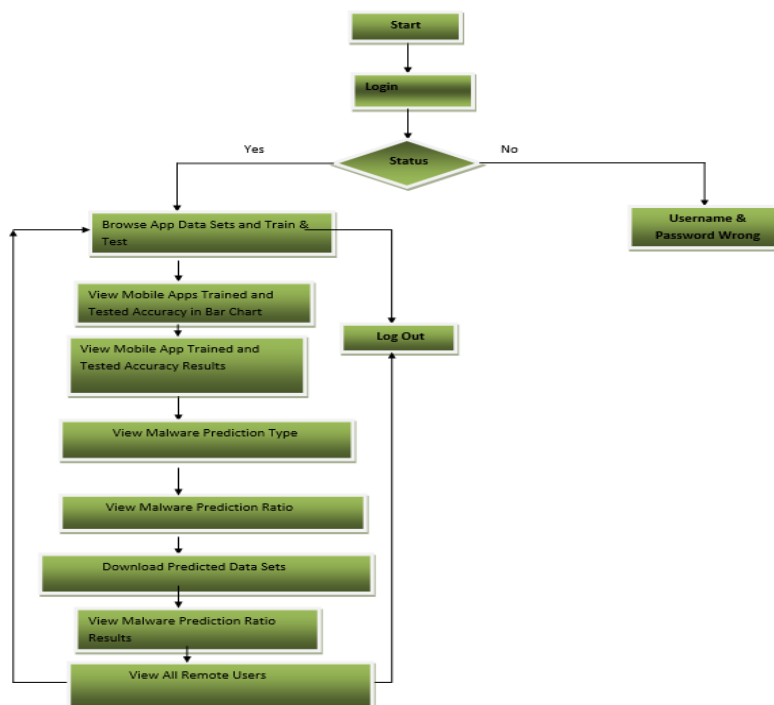 Start
Login
Status
Yes
No
Browse App Data Sets and Train &
Test
Username &
Password Wrong
View Mobile Apps Trained and
Tested Accuracy in Bar Chart
Log Out
View Mobile App Trained and
Tested Accuracy Results
View Malware Prediction Type
View Malware Prediction Ratio
Download Predicted Data Sets
View Malware Prediction Ratio
Results
View All Remote Users